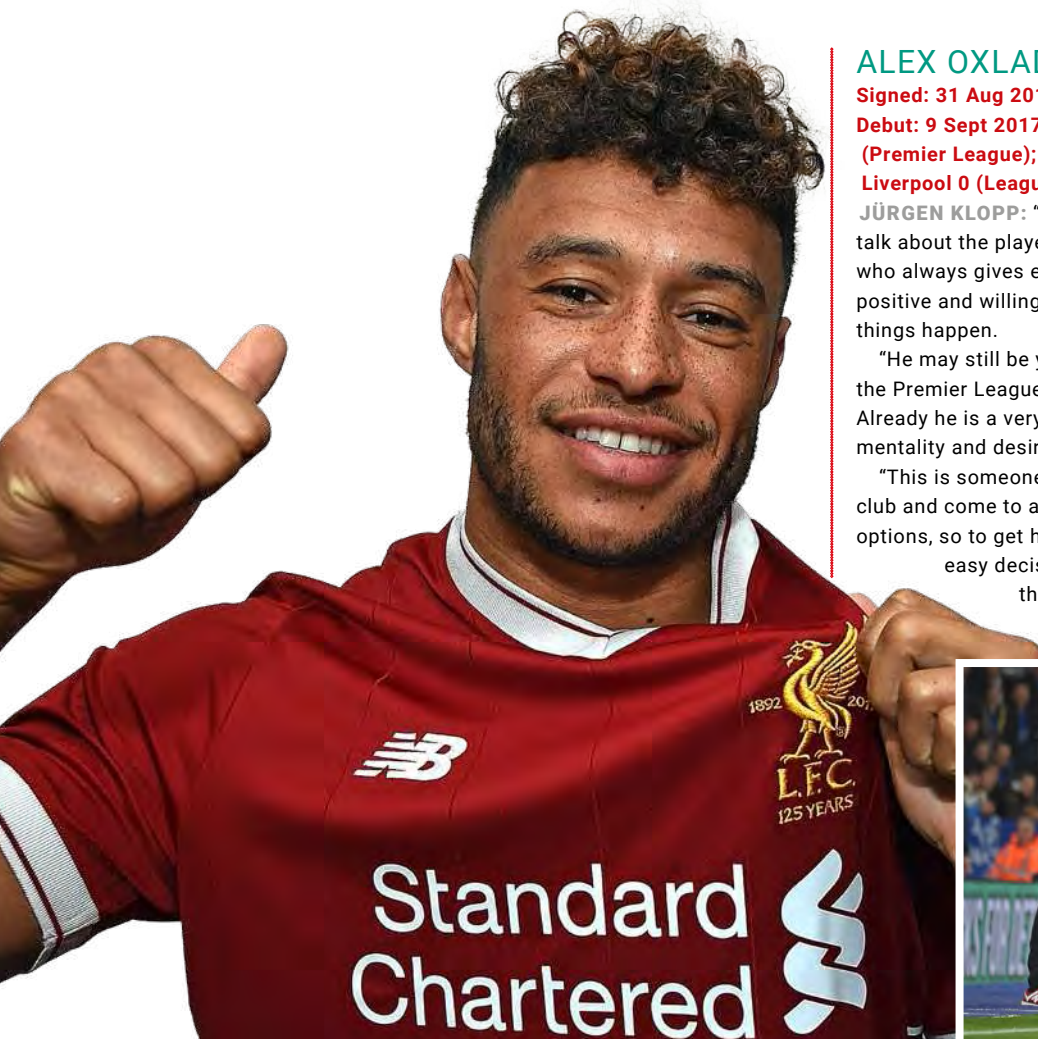 ALEX OXLAD
Signed: 31 Aug 201
Debut: 9 Sept 2017
(Premier League);
Liverpool 0 (Leagu
JÜRGEN KLOPP: “
talk about the playe
who always gives e
positive and willing
things happen.
“He may still be y
the Premier League
Already he is a very
mentality and desir
“This is someone
club and come to a
options, so to get h
easy decis
th
1892 201
L.F.C.
125 YEARS
NB
Standard
Chartered